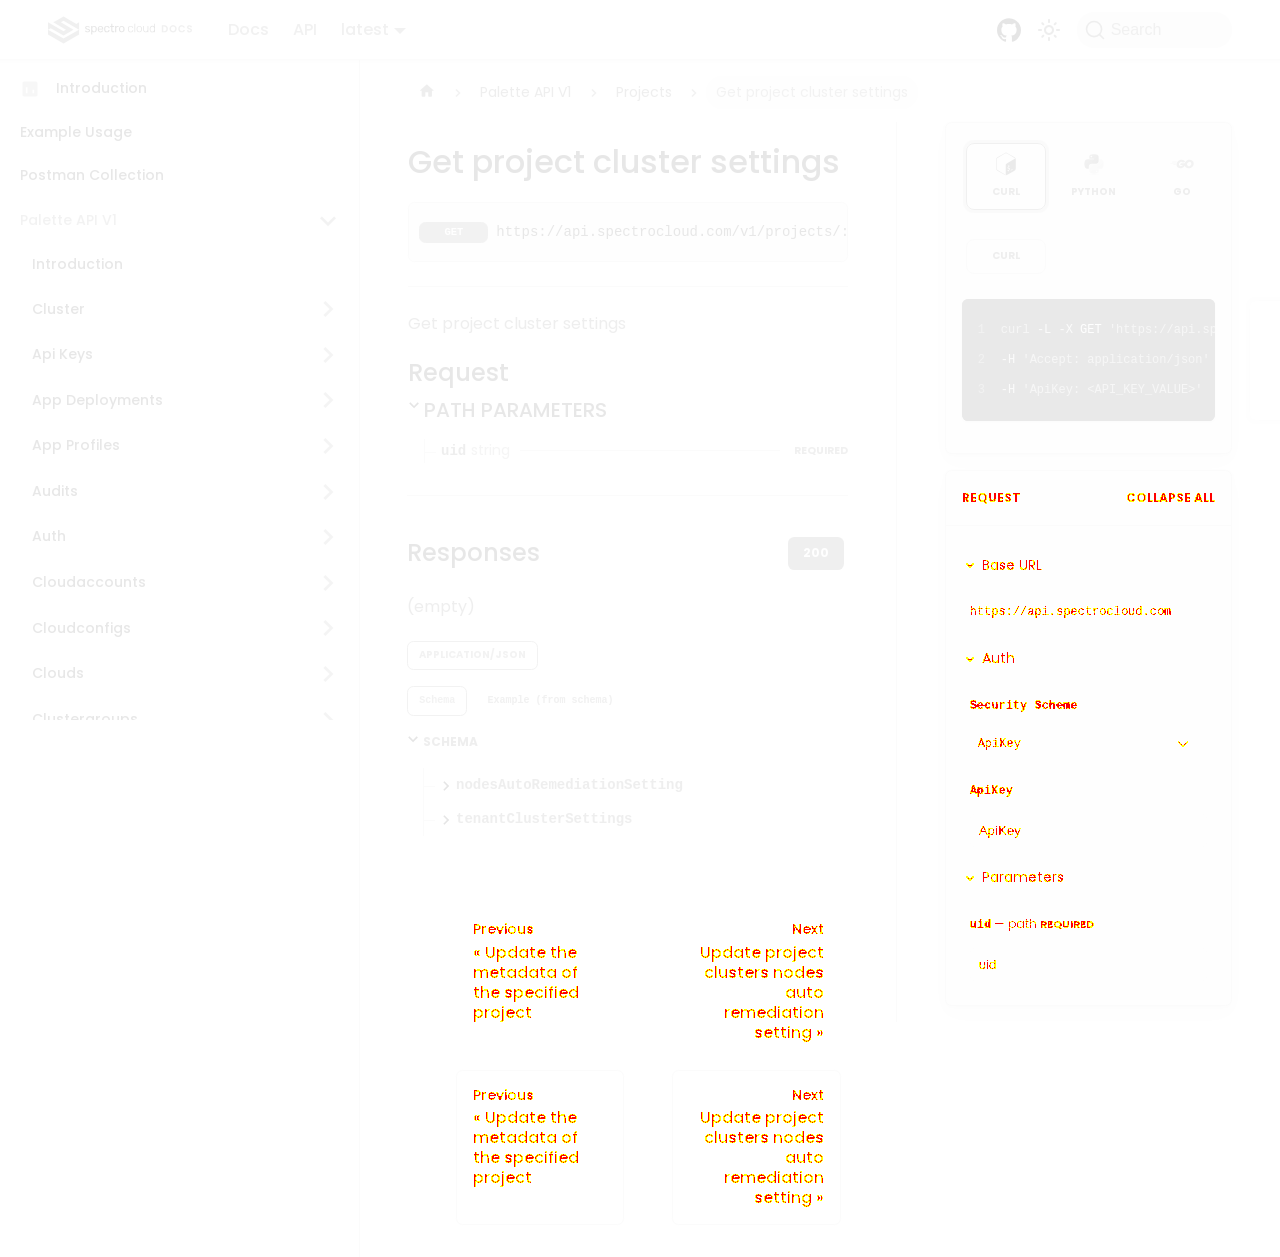 spectro cloud DOCS
Docs API latest
Search
Introduction
Example Usage
Postman Collection
Palette API V1
Introduction
Cluster
Api Keys
App Deployments
App Profiles
Audits
Auth
Cloudaccounts
Cloudconfigs
Clouds
Clustergroups
Palette API V1 Projects Get project cluster settings
Get project cluster settings
GET https://api.spectrocloud.com/v1/projects/:
Get project cluster settings
Request
PATH PARAMETERS
uid string REQUIRED
Responses 200
(empty)
APPLICATION/JSON
Schema Example (from schema)
SCHEMA
nodesAutoRemediationSetting
tenantClusterSettings
Previous
« Update the
metadata of
the specified
project
Next
Update project
clusters nodes
auto
remediation
setting »
Previous
« Update the
metadata of
the specified
project
Next
Update project
clusters nodes
auto
remediation
setting »
CURL PYTHON GO
CURL
1 curl -L -X GET 'https://api.sp
2 -H 'Accept: application/json'
3 -H 'ApiKey: <API_KEY_VALUE>'
REQUEST COLLAPSE ALL
Base URL
https://api.spectrocloud.com
Auth
Security Scheme
ApiKey
ApiKey
ApiKey
Parameters
uid — path REQUIRED
uid